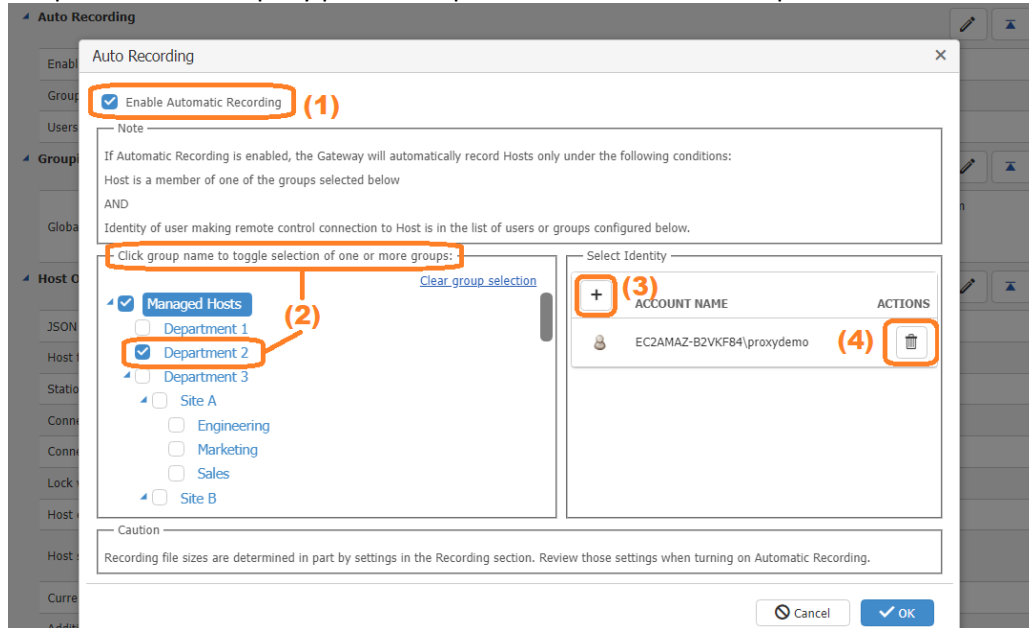 Auto Recording
Auto Recording
Enabl
Group
Users
Groupi
Globa
Host O
JSON
Host f
Statio
Conne
Conne
Lock
Host
Host
Curre
Enable Automatic Recording
(1)
Note
If Automatic Recording is enabled, the Gateway will automatically record Hosts only under the following conditions:
Host is a member of one of the groups selected below
AND
Identity of user making remote control connection to Host is in the list of users or groups configured below.
Click group name to toggle selection of one or more groups:
Clear group selection
Managed Hosts
(2)
Department 1
Department 2
Department 3
Site A
Engineering
Marketing
Sales
Site B
Select Identity
+
(3)
ACCOUNT NAME
ACTIONS
EC2AMAZ-B2VKF84\proxydemo
(4)
Caution
Recording file sizes are determined in part by settings in the Recording section. Review those settings when turning on Automatic Recording.
Cancel
OK